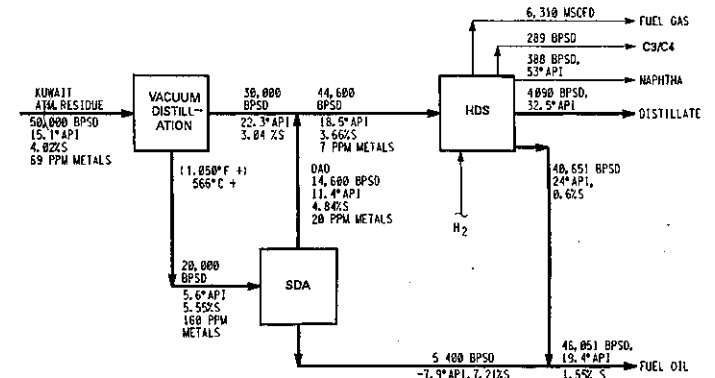 6,310 MSCFD
FUEL GAS
289 BPSD
C3/C4
388 BPSD,
53°API
NAPHTHA
4090 BPSD,
32.5°API
DISTILLATE
KUWAIT
ATM.RESIDUE
50,000 BPSD
15.1°API
4.02%S
69 PPM METALS
VACUUM
DISTILL-
ATION
30,000
BPSD
22.3°API
3.04 %S
44,600
BPSD
18.5°API
3.66%S
7 PPM METALS
HDS
(1.050°F +)
566°C +
DAO
14,600 BPSD
11.4°API
4.84%S
20 PPM METALS
H2
40,651 BPSD
24°API,
0.6%S
20,000
BPSD
5.6°API
5.55%S
160 PPM
METALS
SDA
5 400 BPSD
-7.9°API,7.21%S
46,051 BPSD,
19.4°API
1.55% S
FUEL OIL